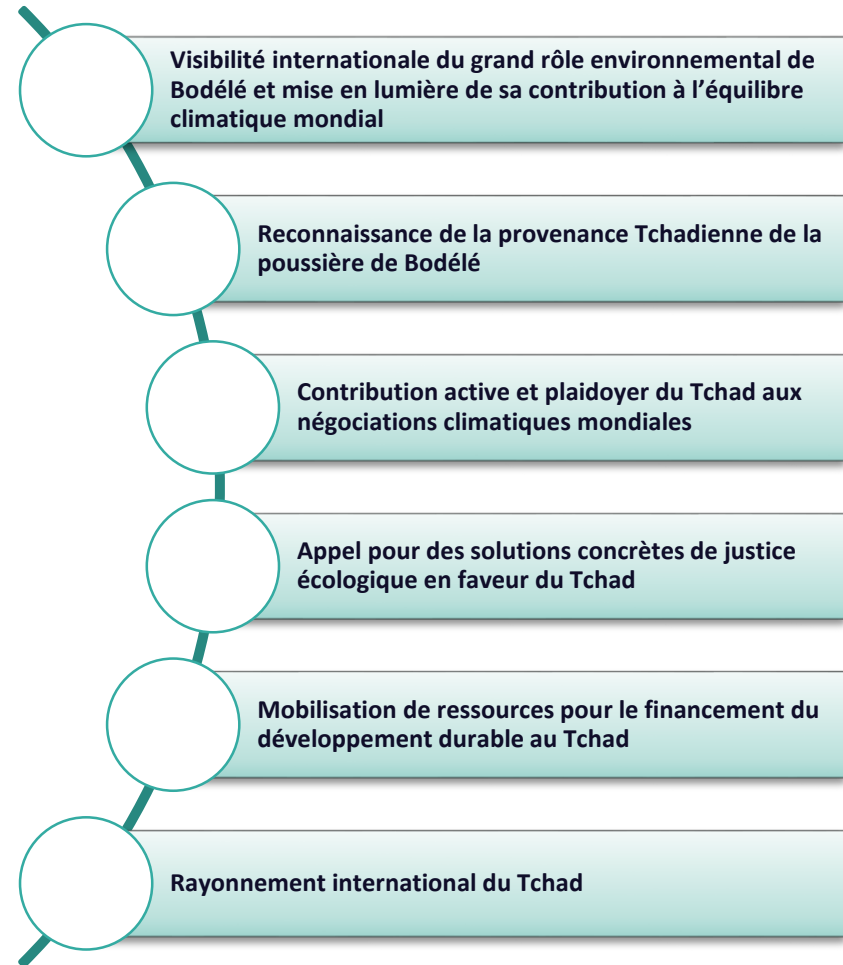 Visibilité internationale du grand rôle environnemental de
Bodélé et mise en lumière de sa contribution à l’équilibre
climatique mondial
Reconnaissance de la provenance Tchadienne de la
poussière de Bodélé
Contribution active et plaidoyer du Tchad aux
négociations climatiques mondiales
Appel pour des solutions concrètes de justice
écologique en faveur du Tchad
Mobilisation de ressources pour le financement du
développement durable au Tchad
Rayonnement international du Tchad